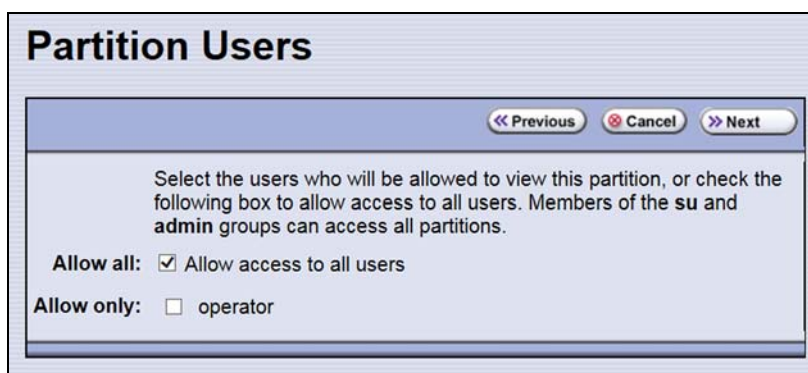 Partition Users
Previous Cancel Next
Select the users who will be allowed to view this partition, or check the
following box to allow access to all users. Members of the su and
admin groups can access all partitions.
Allow all: Allow access to all users
Allow only: operator